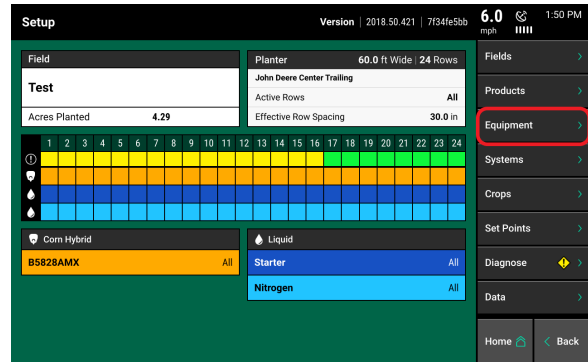 Setup
Version | 2018.50.421 | 7f34fe5bb
6.0 mph
1:50 PM
Field
Test
Acres Planted 4.29
Planter 60.0 ft Wide | 24 Rows
John Deere Center Trailing
Active Rows All
Effective Row Spacing 30.0 in
1 2 3 4 5 6 7 8 9 10 11 12 13 14 15 16 17 18 19 20 21 22 23 24
Corn Hybrid
B5828AMX All
Liquid
Starter All
Nitrogen All
Fields
Products
Equipment
Systems
Crops
Set Points
Diagnose
Data
Home
Back